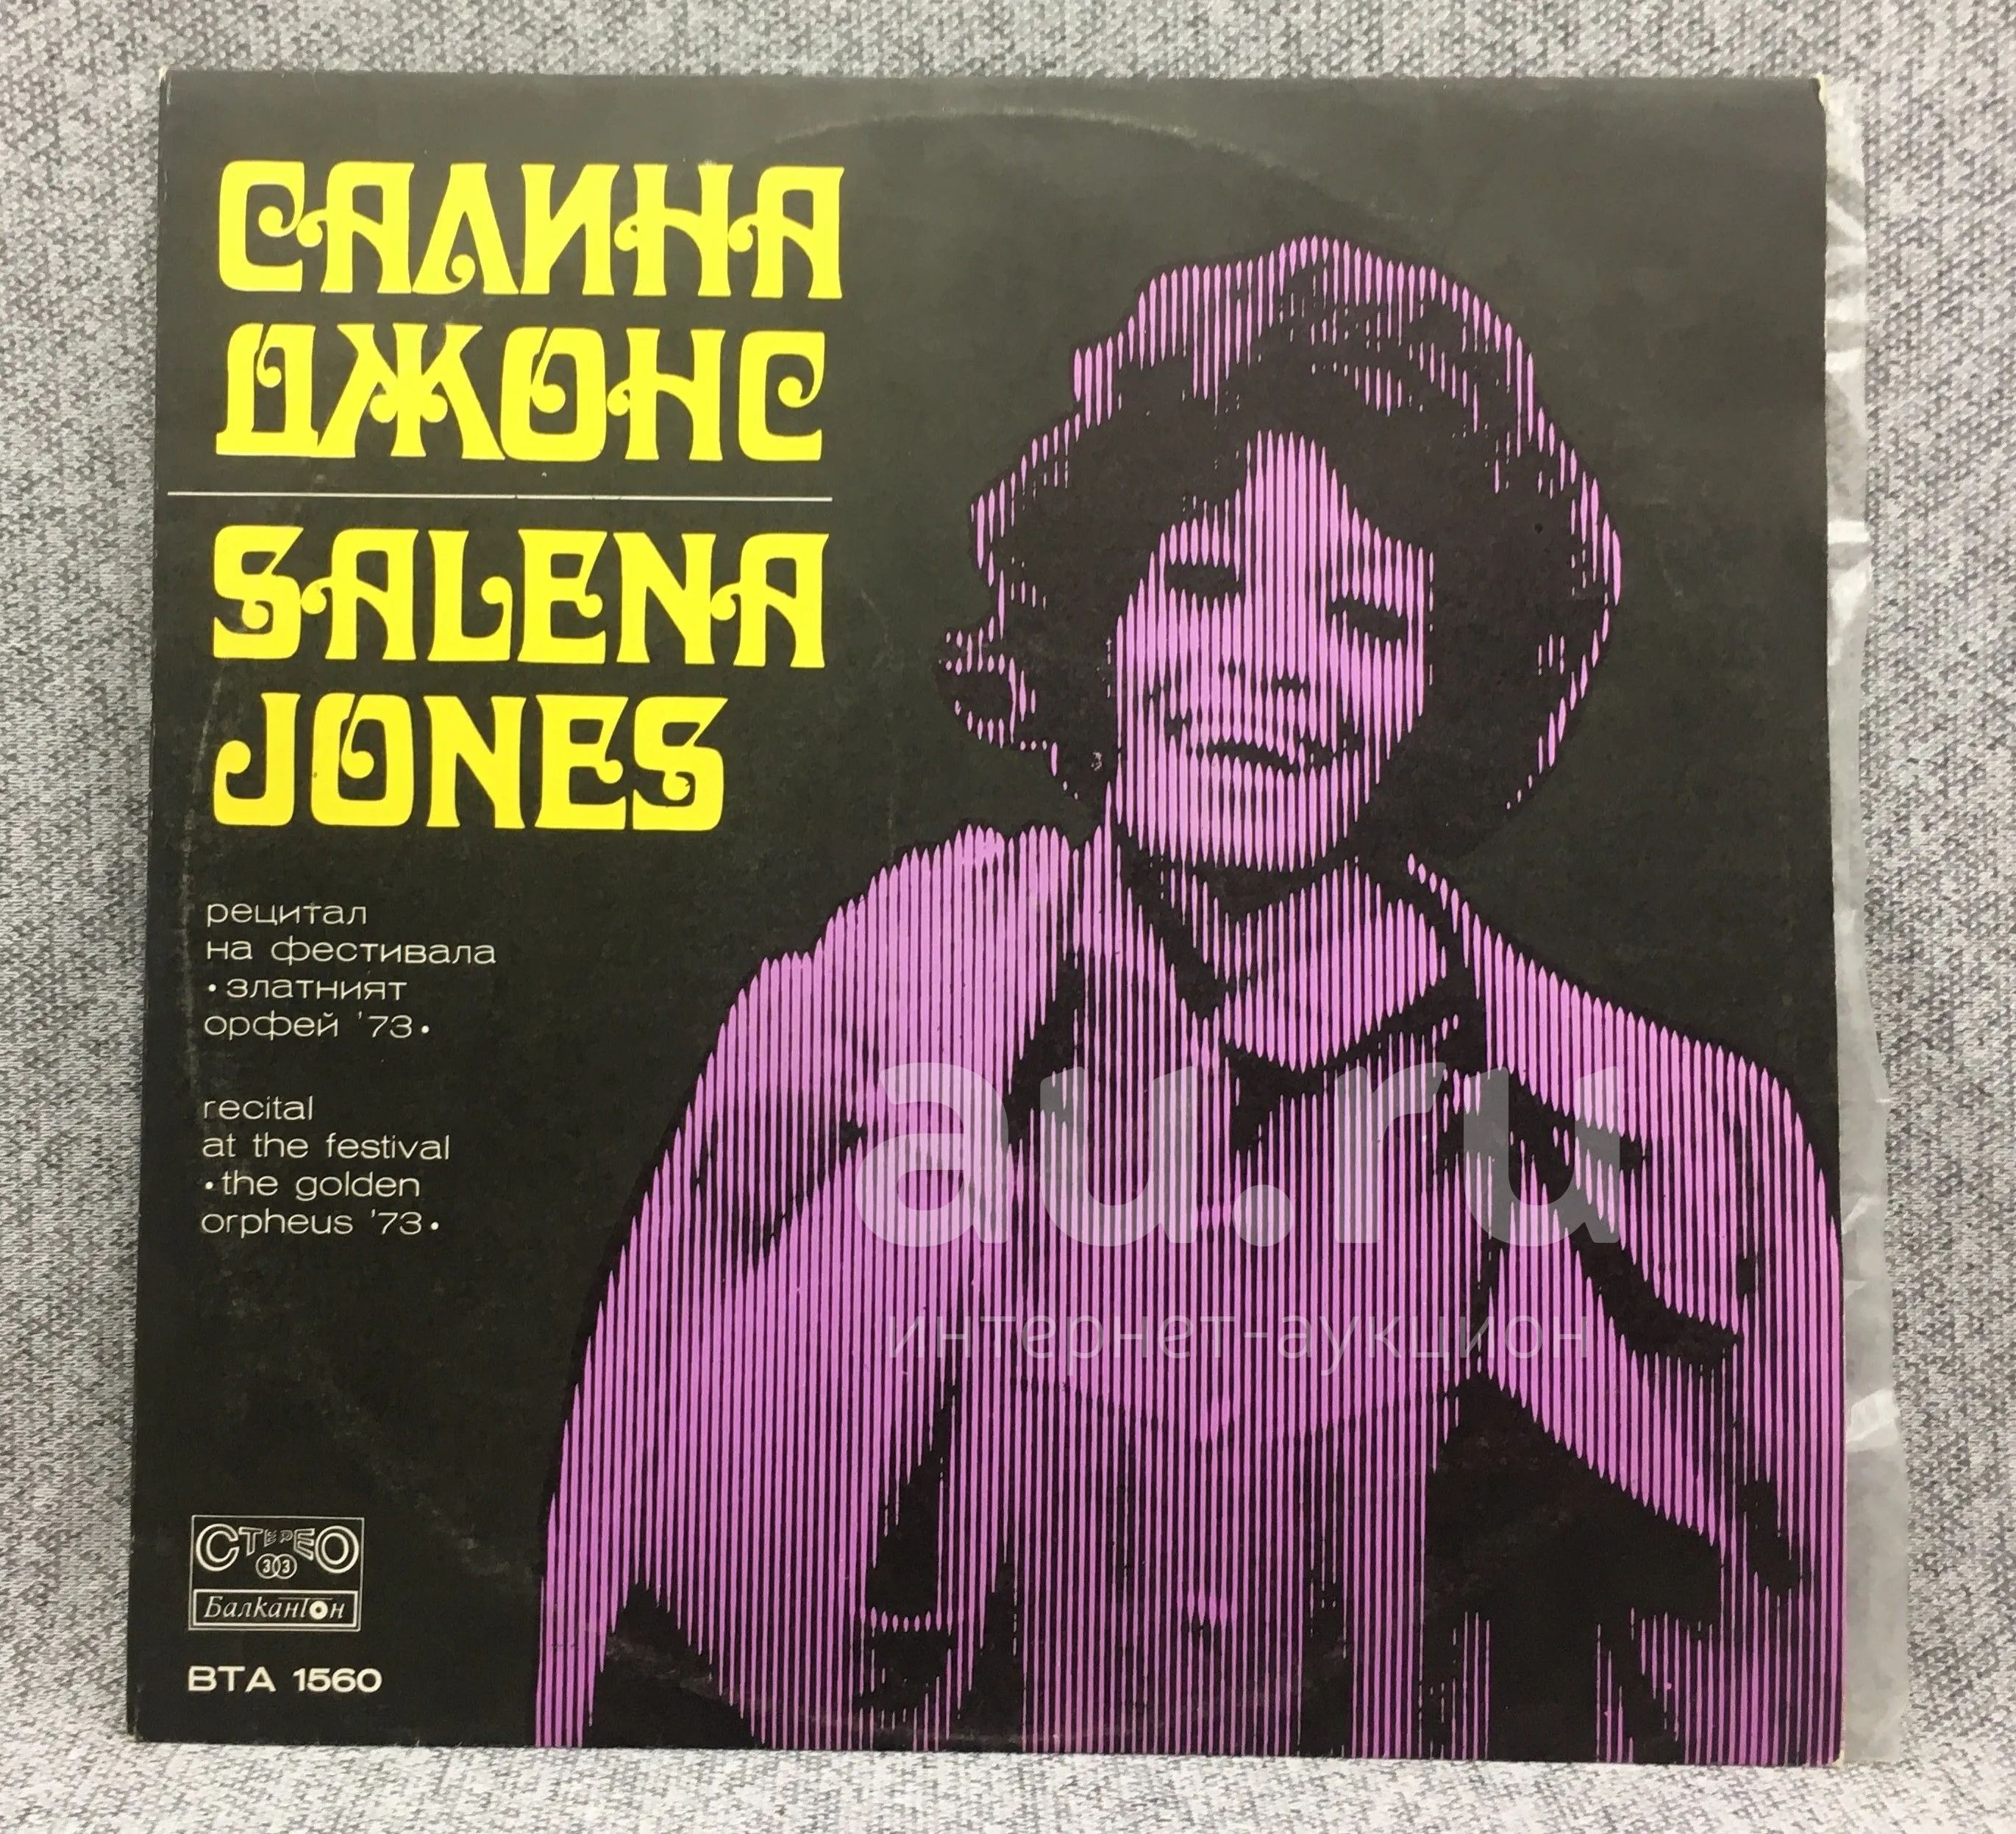 САЛИНА
ДЖОНС
SALENA
JONES
рецитал
на фестивала
•златният
орфей '73•
recital
at the festival
•the golden
orpheus '73•
СТЕРЕО
33
Балкантон
ВТА 1560
au.ru
интернет-аукцион